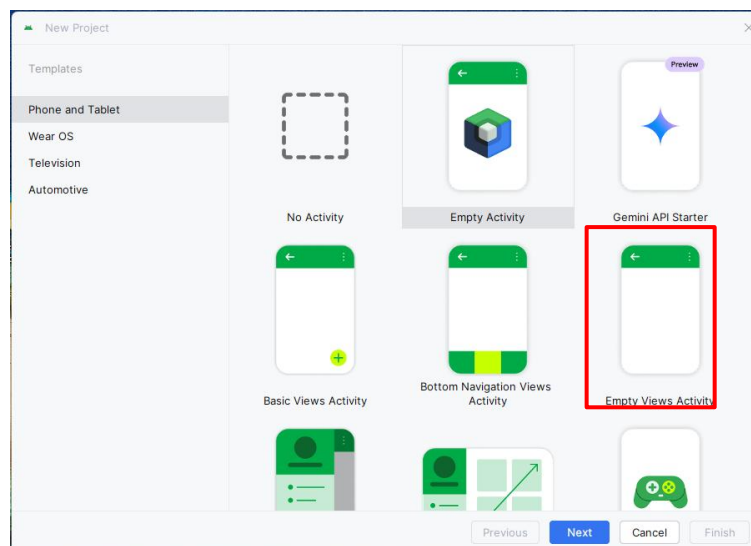 New Project
Templates
Phone and Tablet
Wear OS
Television
Automotive
Preview
No Activity
Empty Activity
Gemini API Starter
Basic Views Activity
Bottom Navigation Views
Activity
Empty Views Activity
Previous
Next
Cancel
Finish